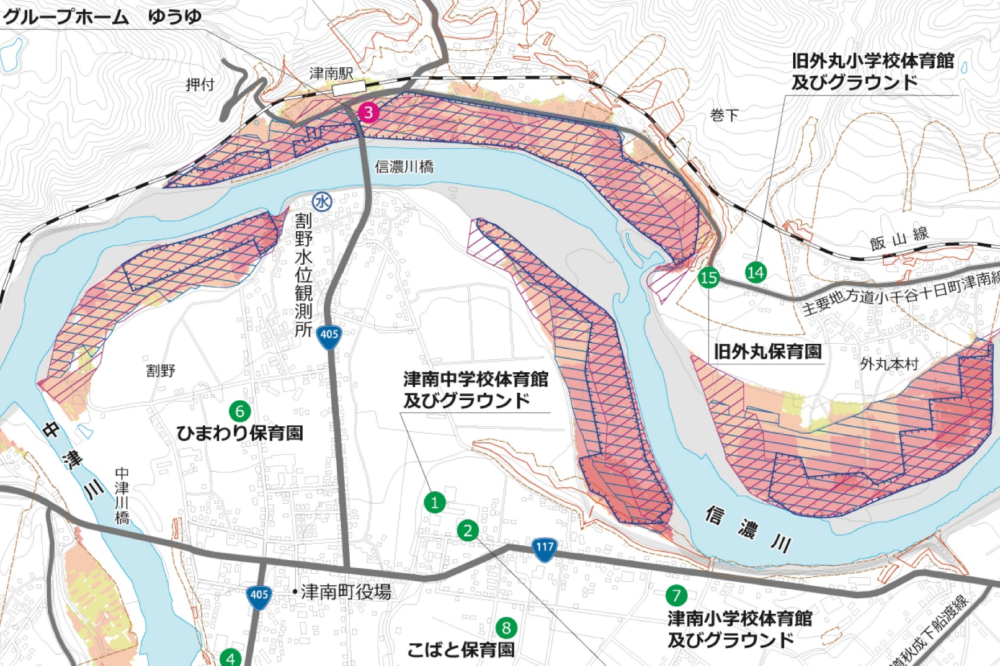 グループホーム　ゆうゆ
津南駅
押付
3
旧外丸小学校体育館
及びグラウンド
巻下
信濃川橋
水
割野水位観測所
飯山線
15
14
主要地方道小千谷十日町津南線
405
旧外丸保育園
外丸本村
割野
津南中学校体育館
及びグラウンド
6
ひまわり保育園
中津川
中津川橋
1
2
信濃川
117
405
津南町役場
7
津南小学校体育館
及びグラウンド
8
こばと保育園
道秋成下船渡線
4